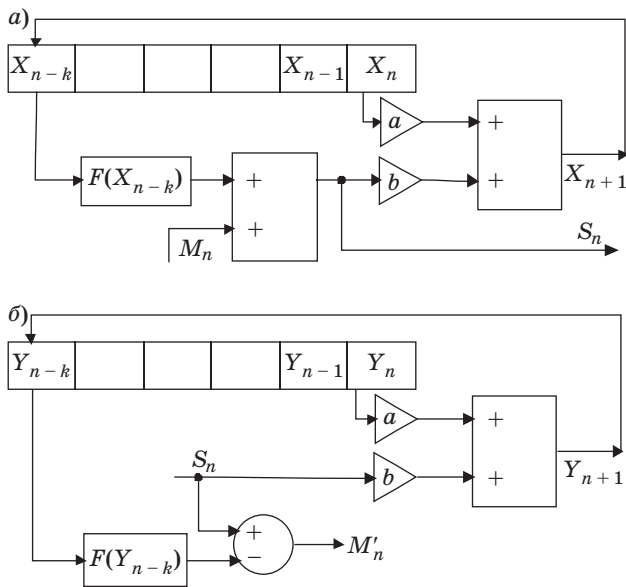 а)
X_{n−k} X_{n−1} X_n
a
+
F(X_{n−k}) + b + X_{n+1}
M_n +
S_n
б)
Y_{n−k} Y_{n−1} Y_n
a +
S_n b + Y_{n+1}
+
F(Y_{n−k}) − M′_n